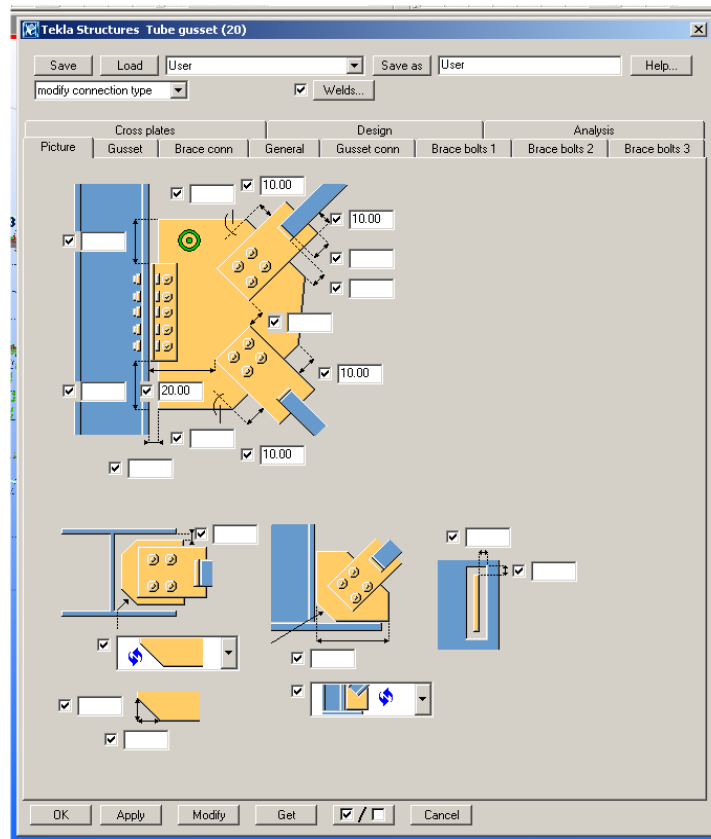 Tekla Structures Tube gusset (20)
Save Load User Save as User Help...
modify connection type Welds...
Cross plates Design Analysis
Picture Gusset Brace conn General Gusset conn Brace bolts 1 Brace bolts 2 Brace bolts 3
10.00
10.00
10.00
20.00
10.00
OK Apply Modify Get / Cancel